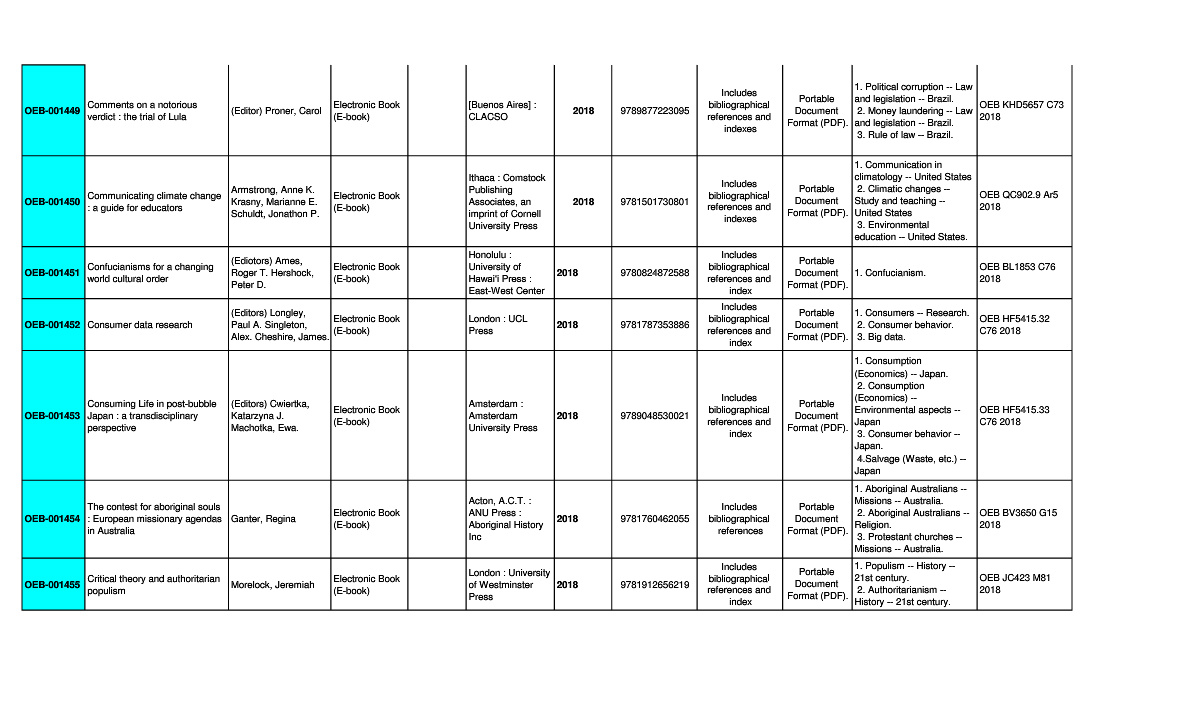 OEB-001449
Comments on a notorious
verdict : the trial of Lula
(Editor) Proner, Carol
Electronic Book
(E-book)
[Buenos Aires] :
CLACSO
2018
9789877223095
Includes
bibliographical
references and
indexes
Portable
Document
Format (PDF).
1. Political corruption -- Law
and legislation -- Brazil.
2. Money laundering -- Law
and legislation -- Brazil.
3. Rule of law -- Brazil.
OEB KHD5657 C73
2018
OEB-001450
Communicating climate change
: a guide for educators
Armstrong, Anne K.
Krasny, Marianne E.
Schuldt, Jonathon P.
Electronic Book
(E-book)
Ithaca : Comstock
Publishing
Associates, an
imprint of Cornell
University Press
2018
9781501730801
Includes
bibliographical
references and
indexes
Portable
Document
Format (PDF).
1. Communication in
climatology -- United States
2. Climatic changes --
Study and teaching --
United States
3. Environmental
education -- United States.
OEB QC902.9 Ar5
2018
OEB-001451
Confucianisms for a changing
world cultural order
(Ediotors) Ames,
Roger T. Hershock,
Peter D.
Electronic Book
(E-book)
Honolulu :
University of
Hawai'i Press :
East-West Center
2018
9780824872588
Includes
bibliographical
references and
index
Portable
Document
Format (PDF).
1. Confucianism.
OEB BL1853 C76
2018
OEB-001452
Consumer data research
(Editors) Longley,
Paul A. Singleton,
Alex. Cheshire, James.
Electronic Book
(E-book)
London : UCL
Press
2018
9781787353886
Includes
bibliographical
references and
index
Portable
Document
Format (PDF).
1. Consumers -- Research.
2. Consumer behavior.
3. Big data.
OEB HF5415.32
C76 2018
OEB-001453
Consuming Life in post-bubble
Japan : a transdisciplinary
perspective
(Editors) Cwiertka,
Katarzyna J.
Machotka, Ewa.
Electronic Book
(E-book)
Amsterdam :
Amsterdam
University Press
2018
9789048530021
Includes
bibliographical
references and
index
Portable
Document
Format (PDF).
1. Consumption
(Economics) -- Japan.
2. Consumption
(Economics) --
Environmental aspects --
Japan
3. Consumer behavior --
Japan.
4.Salvage (Waste, etc.) --
Japan
OEB HF5415.33
C76 2018
OEB-001454
The contest for aboriginal souls
: European missionary agendas
in Australia
Ganter, Regina
Electronic Book
(E-book)
Acton, A.C.T. :
ANU Press :
Aboriginal History
Inc
2018
9781760462055
Includes
bibliographical
references
Portable
Document
Format (PDF).
1. Aboriginal Australians --
Missions -- Australia.
2. Aboriginal Australians --
Religion.
3. Protestant churches --
Missions -- Australia.
OEB BV3650 G15
2018
OEB-001455
Critical theory and authoritarian
populism
Morelock, Jeremiah
Electronic Book
(E-book)
London : University
of Westminster
Press
2018
9781912656219
Includes
bibliographical
references and
index
Portable
Document
Format (PDF).
1. Populism -- History --
21st century.
2. Authoritarianism --
History -- 21st century.
OEB JC423 M81
2018